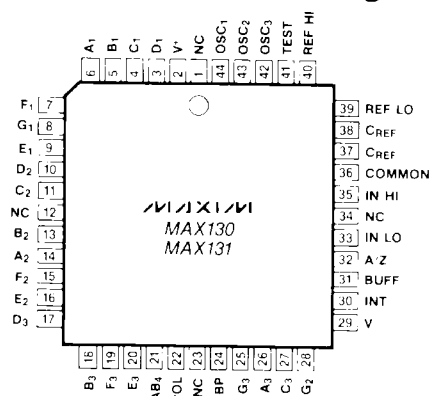 A1 B1 C1 D1 V+ NC OSC1 OSC2 OSC3 TEST REF HI
6 5 4 3 2 1 44 43 42 41 40
F1 7
G1 8
E1 9
D2 10
C2 11
NC 12
B2 13
A2 14
F2 15
E2 16
D3 17
MAXIM
MAX130
MAX131
39 REF LO
38 CREF
37 CREF
36 COMMON
35 IN HI
34 NC
33 IN LO
32 A/Z
31 BUFF
30 INT
29 V
18 19 20 21 22 23 24 25 26 27 28
B3 F3 E3 AB4 POL NC BP G3 A3 C3 G2